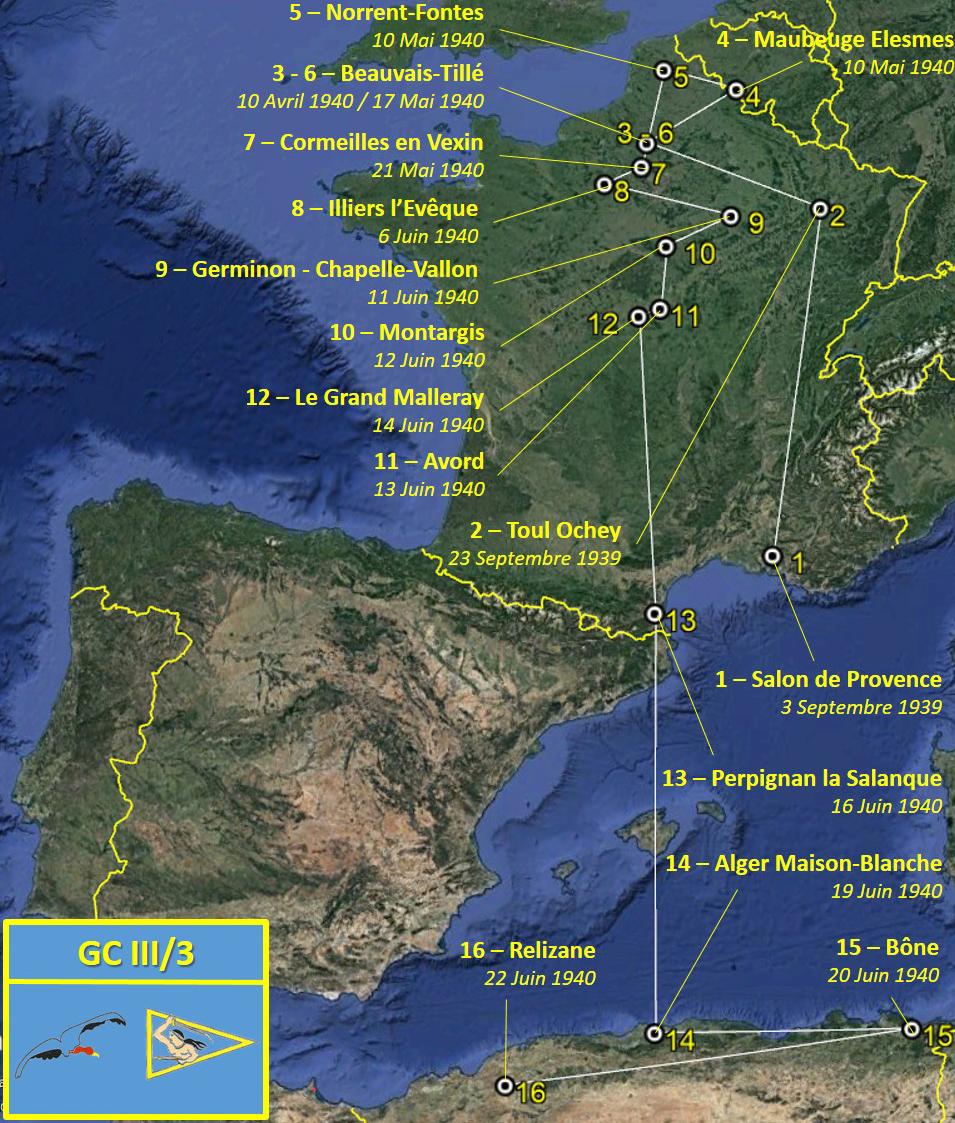 5 – Norrent-Fontes
10 Mai 1940
4 – Maubeuge Elesmes
10 Mai 1940
3 - 6 – Beauvais-Tillé
10 Avril 1940 / 17 Mai 1940
7 – Cormeilles en Vexin
21 Mai 1940
8 – Illiers l’Evêque
6 Juin 1940
9 – Germinon - Chapelle-Vallon
11 Juin 1940
10 – Montargis
12 Juin 1940
12 – Le Grand Malleray
14 Juin 1940
11 – Avord
13 Juin 1940
2 – Toul Ochey
23 Septembre 1939
1 – Salon de Provence
3 Septembre 1939
13 – Perpignan la Salanque
16 Juin 1940
14 – Alger Maison-Blanche
19 Juin 1940
16 – Relizane
22 Juin 1940
15 – Bône
20 Juin 1940
5
4
3 - 6
7
8
2
9
10
12
11
1
13
14
15
16
GC III/3